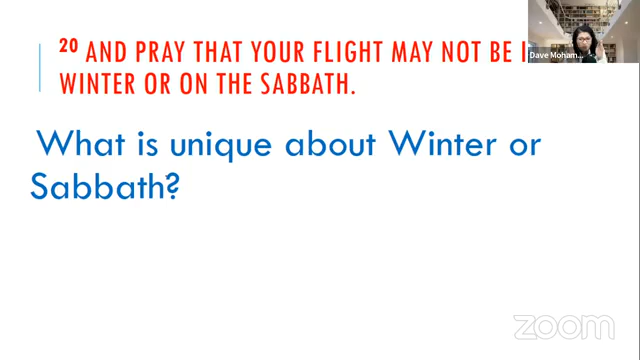 20 AND PRAY THAT YOUR FLIGHT MAY NOT BE
WINTER OR ON THE SABBATH.
What is unique about Winter or
Sabbath?
Dave Moham...
zoom